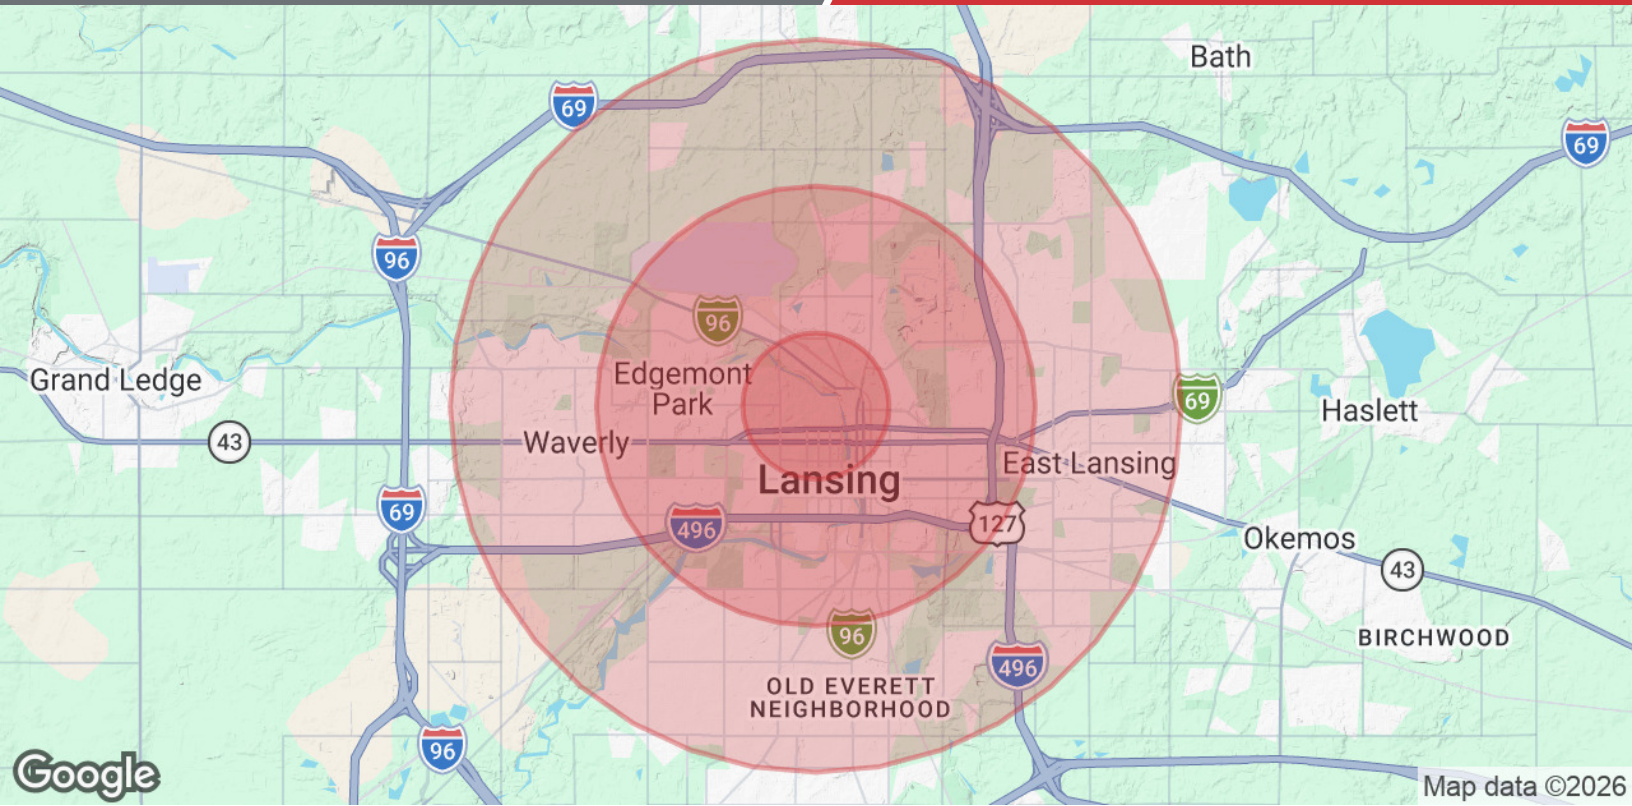 Bath
69
69
96
96
Edgemont
Park
Grand Ledge
69
Haslett
43
Waverly
East Lansing
Lansing
69
496
127
Okemos
43
96
BIRCHWOOD
496
OLD EVERETT
NEIGHBORHOOD
96
Google
Map data ©2026